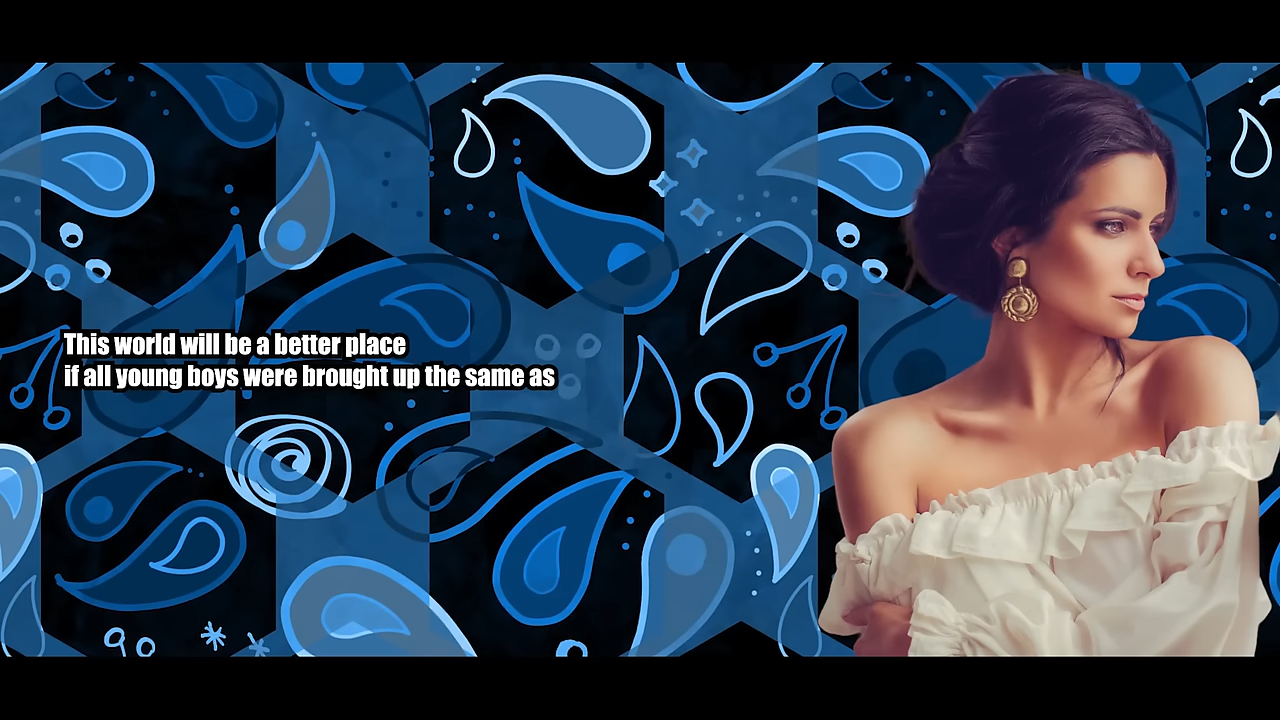 This world will be a better place
if all young boys were brought up the same as